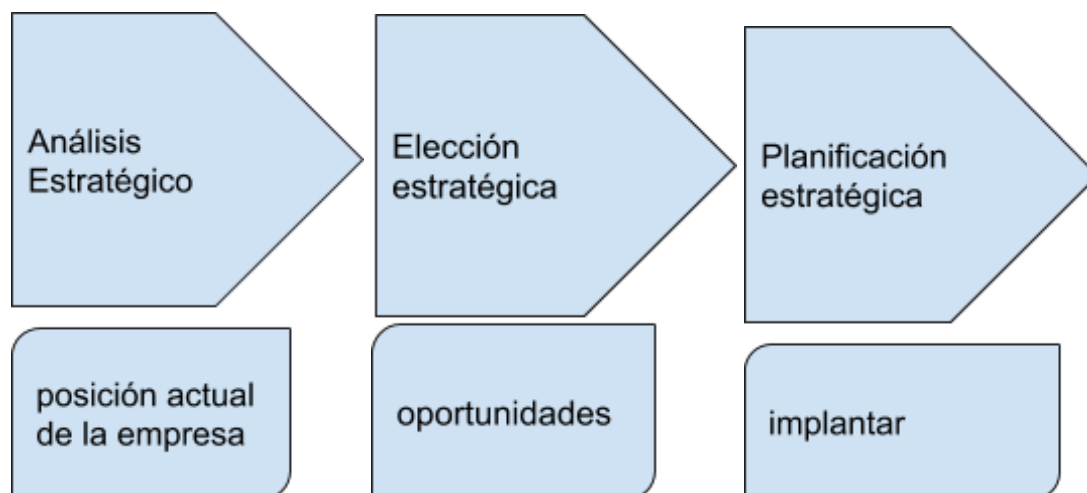 Análisis
Estratégico
Elección
estratégica
Planificación
estratégica
posición actual
de la empresa
oportunidades
implantar